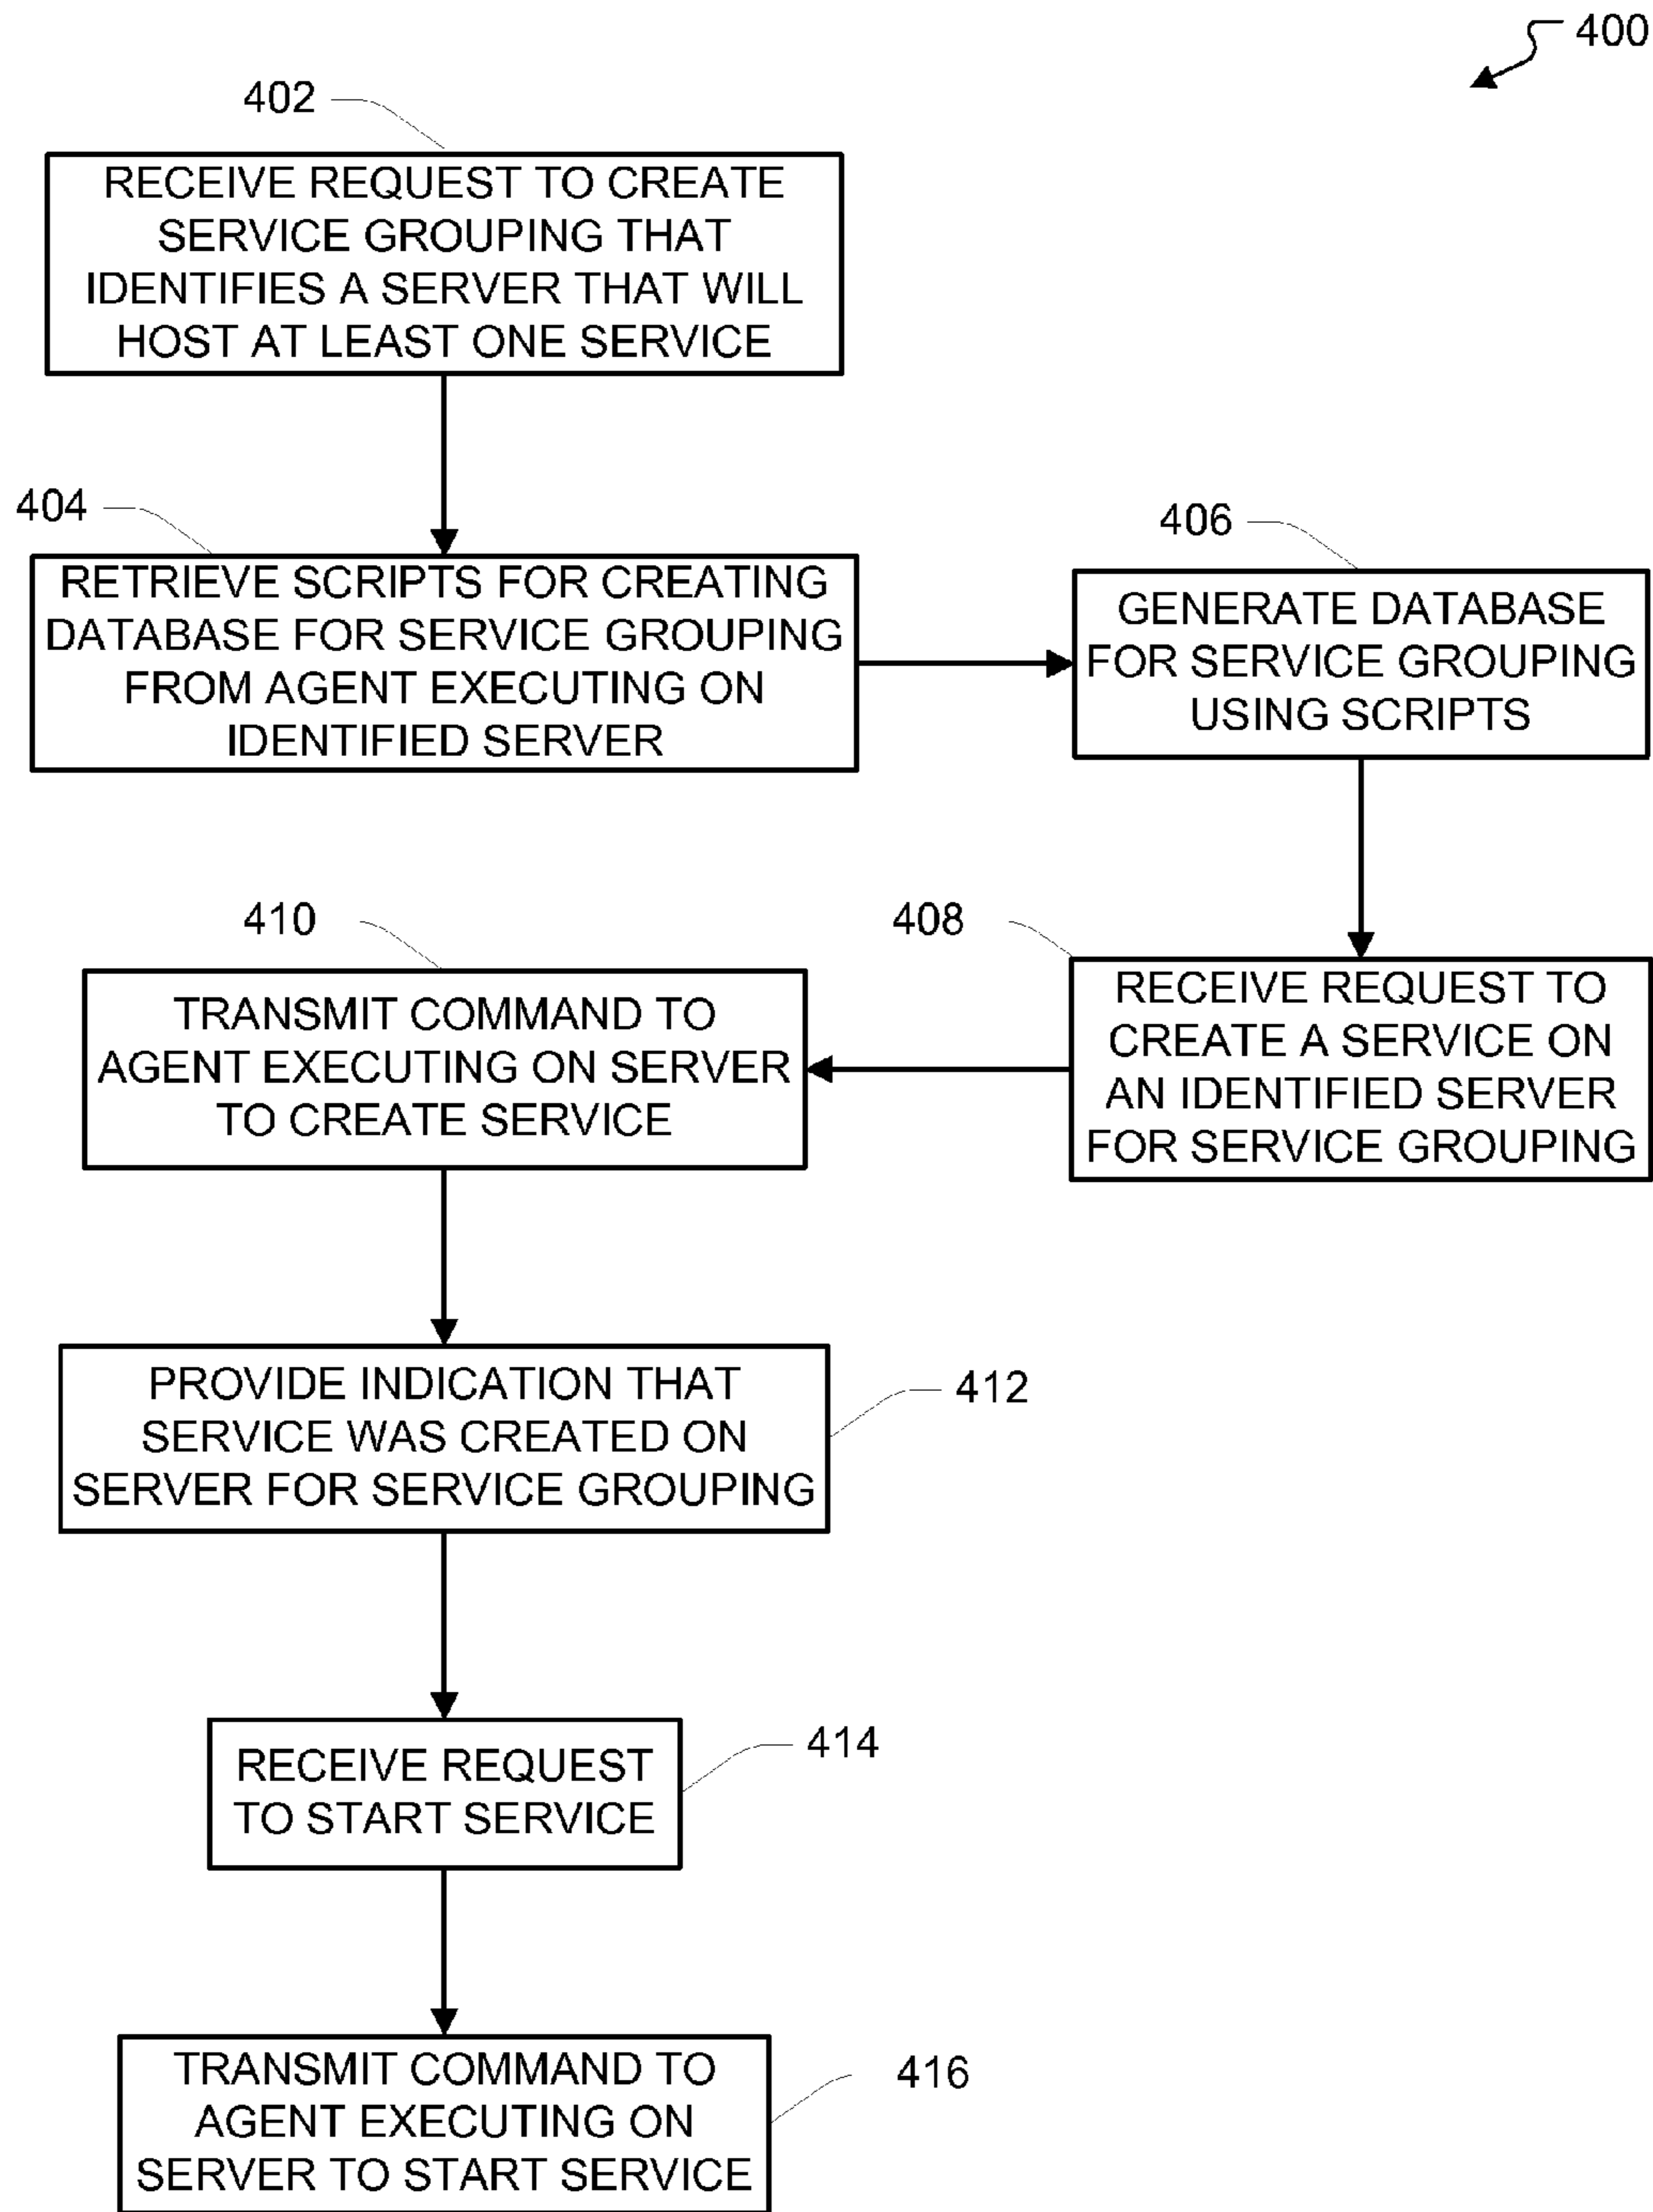 400
402
RECEIVE REQUEST TO CREATE
SERVICE GROUPING THAT
IDENTIFIES A SERVER THAT WILL
HOST AT LEAST ONE SERVICE
404
RETRIEVE SCRIPTS FOR CREATING
DATABASE FOR SERVICE GROUPING
FROM AGENT EXECUTING ON
IDENTIFIED SERVER
406
GENERATE DATABASE
FOR SERVICE GROUPING
USING SCRIPTS
408
RECEIVE REQUEST TO
CREATE A SERVICE ON
AN IDENTIFIED SERVER
FOR SERVICE GROUPING
410
TRANSMIT COMMAND TO
AGENT EXECUTING ON SERVER
TO CREATE SERVICE
412
PROVIDE INDICATION THAT
SERVICE WAS CREATED ON
SERVER FOR SERVICE GROUPING
414
RECEIVE REQUEST
TO START SERVICE
416
TRANSMIT COMMAND TO
AGENT EXECUTING ON
SERVER TO START SERVICE